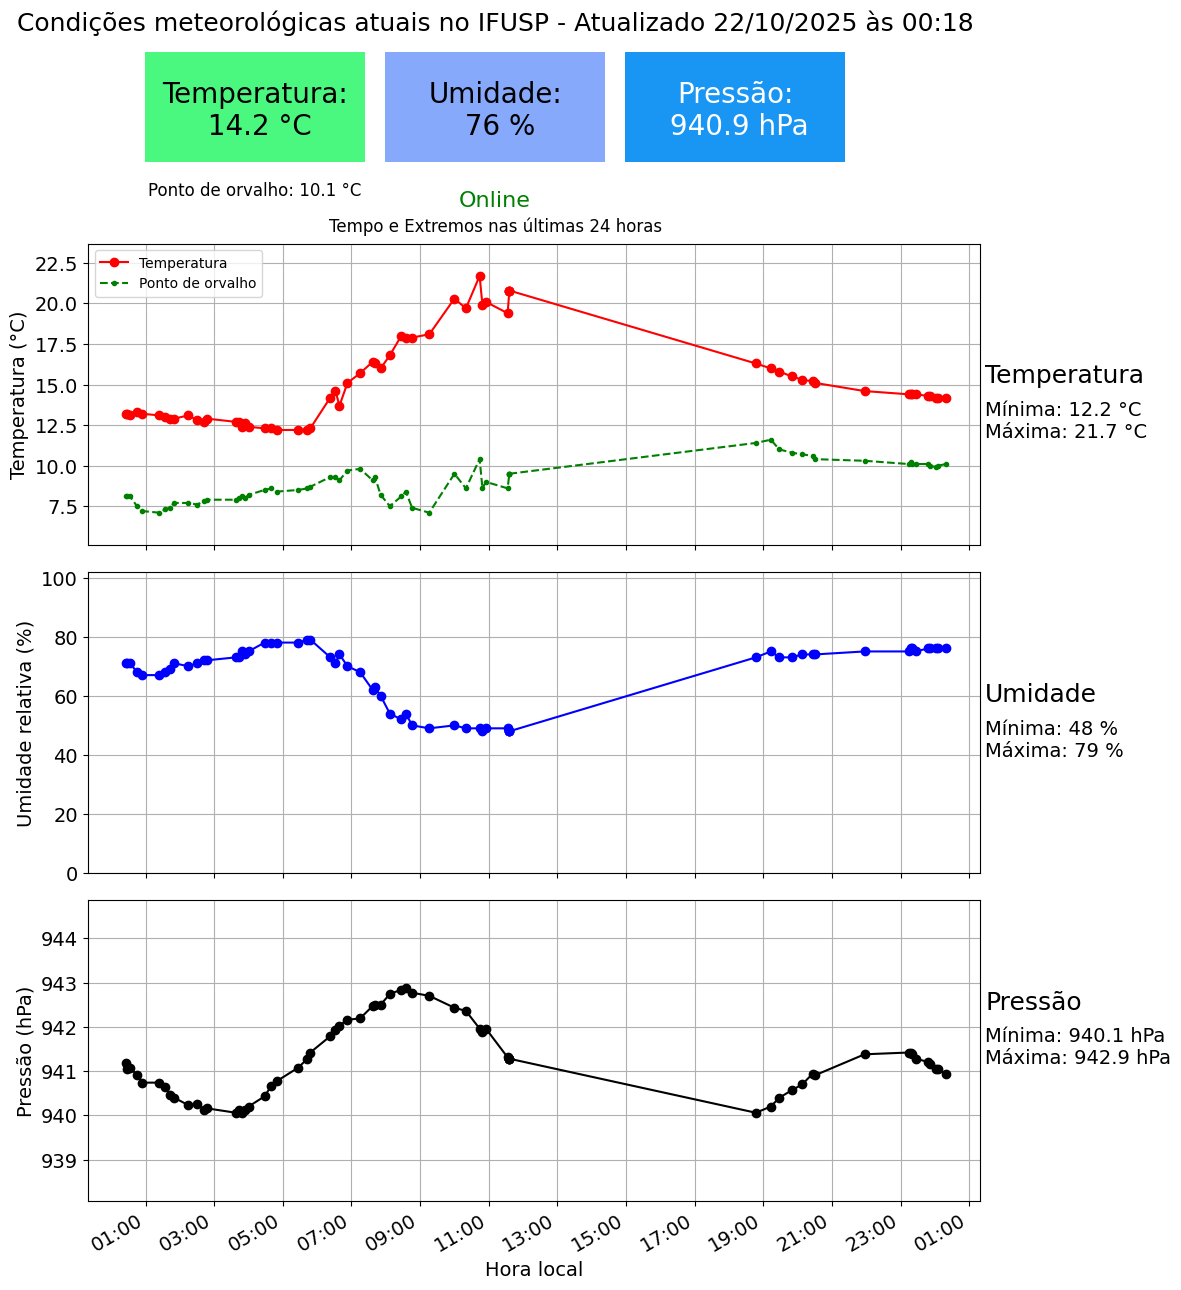 Condições meteorológicas atuais no IFUSP - Atualizado 22/10/2025 às 00:18
Temperatura:
14.2 °C
Umidade:
76 %
Pressão:
940.9 hPa
Ponto de orvalho: 10.1 °C
Online
Tempo e Extremos nas últimas 24 horas
Temperatura
Ponto de orvalho
Temperatura (°C)
22.5
20.0
17.5
15.0
12.5
10.0
7.5
Temperatura
Mínima: 12.2 °C
Máxima: 21.7 °C
Umidade relativa (%)
100
80
60
40
20
0
Umidade
Mínima: 48 %
Máxima: 79 %
Pressão (hPa)
944
943
942
941
940
939
Pressão
Mínima: 940.1 hPa
Máxima: 942.9 hPa
01:00
03:00
05:00
07:00
09:00
11:00
13:00
15:00
17:00
19:00
21:00
23:00
01:00
Hora local